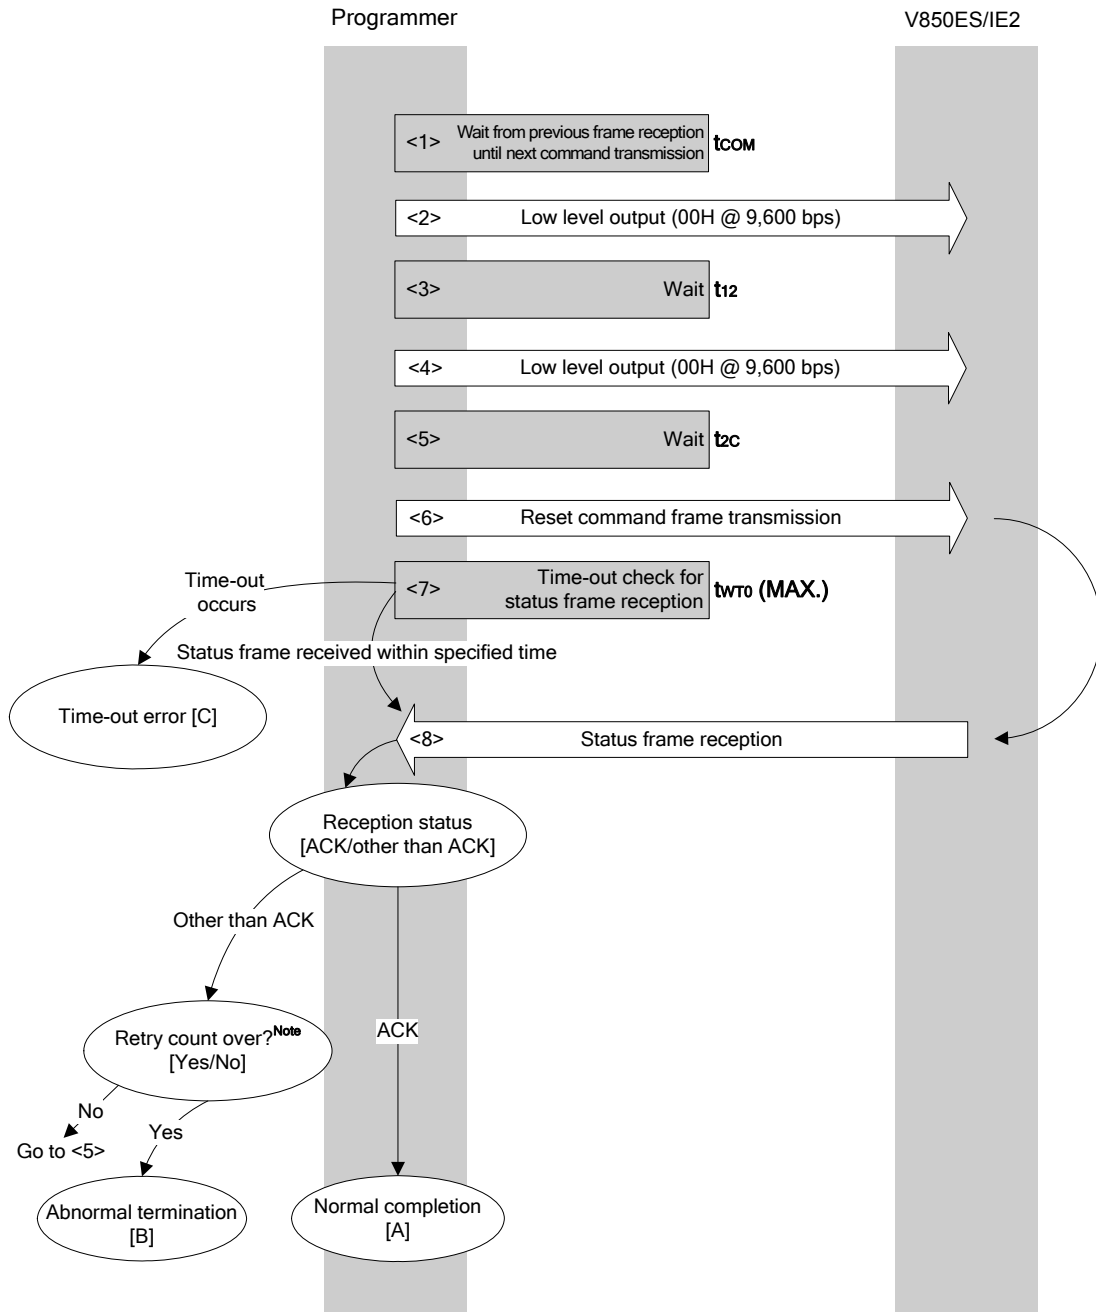 Programmer
V850ES/IE2
<1> Wait from previous frame reception
until next command transmission
tCOM
<2> Low level output (00H @ 9,600 bps)
<3> Wait t12
<4> Low level output (00H @ 9,600 bps)
<5> Wait t2C
<6> Reset command frame transmission
<7> Time-out check for
status frame reception
tWT0 (MAX.)
Time-out
occurs
Status frame received within specified time
Time-out error [C]
<8> Status frame reception
Reception status
[ACK/other than ACK]
Other than ACK
ACK
Retry count over?Note
[Yes/No]
No
Yes
Go to <5>
Abnormal termination
[B]
Normal completion
[A]